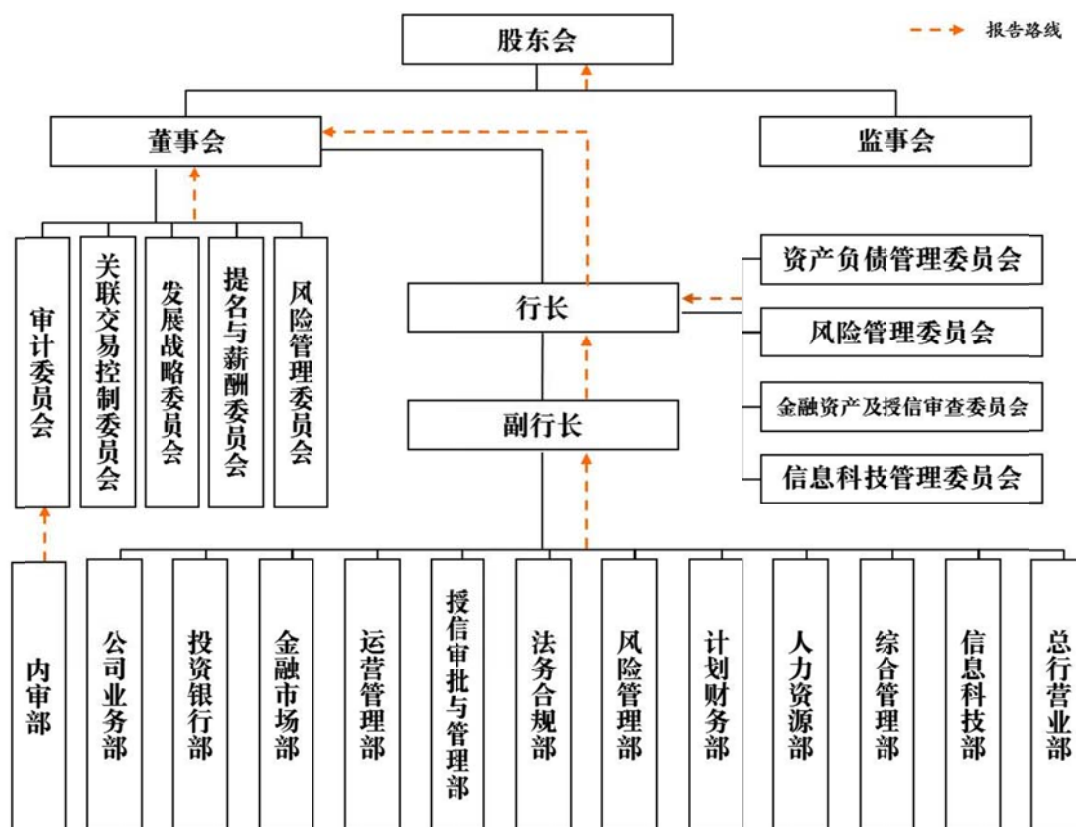 股东会
报告路线
董事会
监事会
审计委员会
关联交易控制委员会
发展战略委员会
提名与薪酬委员会
风险管理委员会
行长
副行长
资产负债管理委员会
风险管理委员会
金融资产及授信审查委员会
信息科技管理委员会
内审部
公司业务部
投资银行部
金融市场部
运营管理部
授信审批与管理部
法务合规部
风险管理部
计划财务部
人力资源部
综合管理部
信息科技部
总行营业部